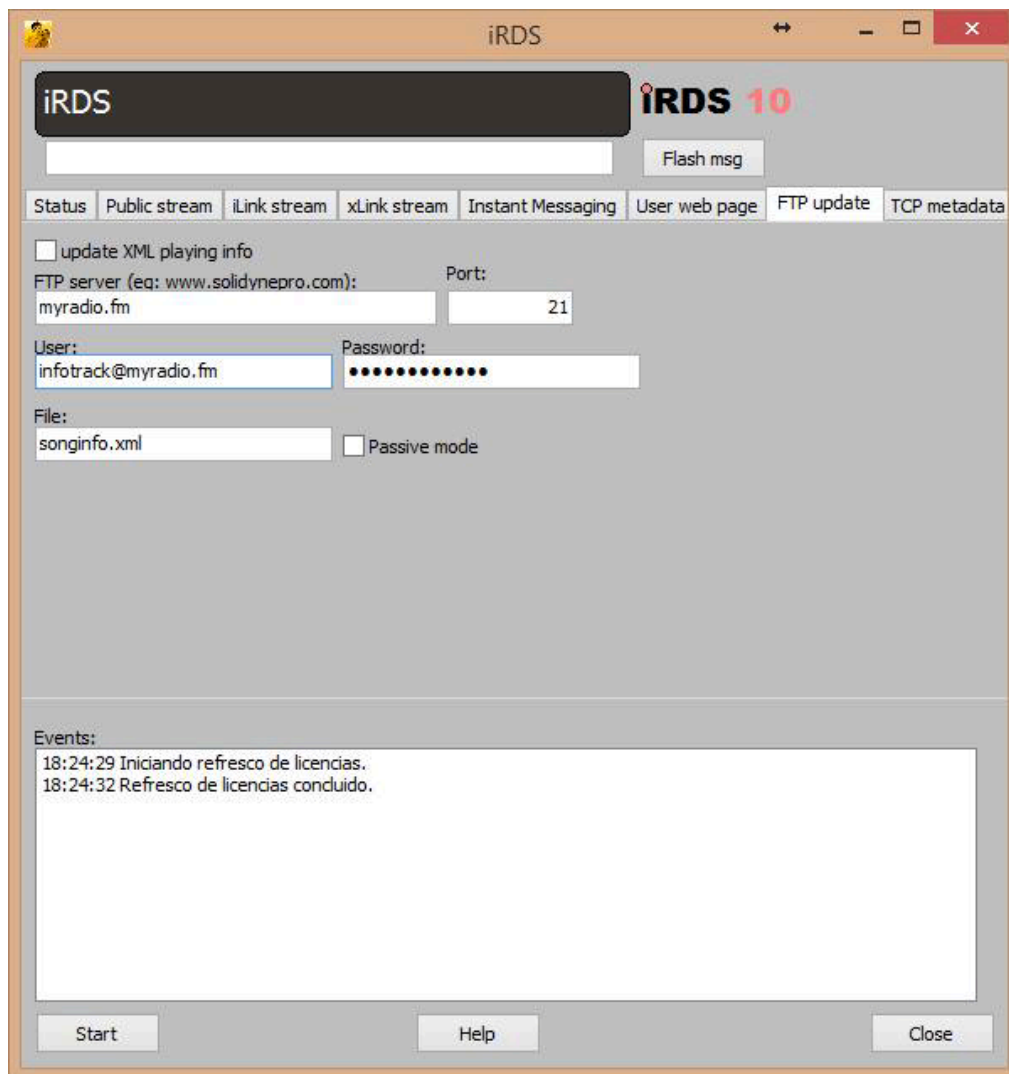 iRDS
iRDS
iRDS 10
Flash msg
Status Public stream iLink stream xLink stream Instant Messaging User web page FTP update TCP metadata
update XML playing info
FTP server (eg: www.solidynepro.com): Port:
myradio.fm 21
User: Password:
infotrack@myradio.fm ●●●●●●●●●●●●
File:
songinfo.xml Passive mode
Events:
18:24:29 Iniciando refresco de licencias.
18:24:32 Refresco de licencias concluido.
Start Help Close